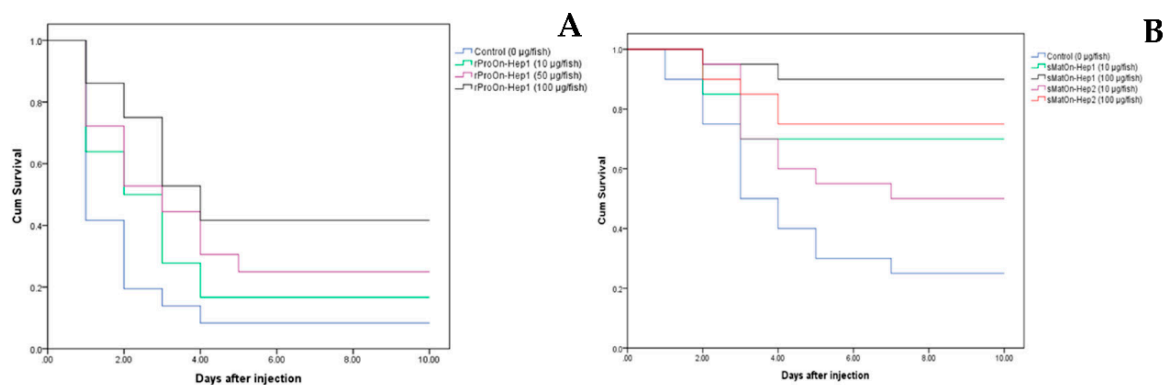 A
Control (0 µg/fish)
rProOn-Hep1 (10 µg/fish)
rProOn-Hep1 (50 µg/fish)
rProOn-Hep1 (100 µg/fish)
Cum Survival
1.0
0.8
0.6
0.4
0.2
0.0
.00 2.00 4.00 6.00 8.00 10.00
Days after injection
B
Control (0 µg/fish)
sMatOn-Hep1 (10 µg/fish)
sMatOn-Hep1 (100 µg/fish)
sMatOn-Hep2 (10 µg/fish)
sMatOn-Hep2 (100 µg/fish)
Cum Survival
1.0
0.8
0.6
0.4
0.2
0.0
.00 2.00 4.00 6.00 8.00 10.00
Days after injection